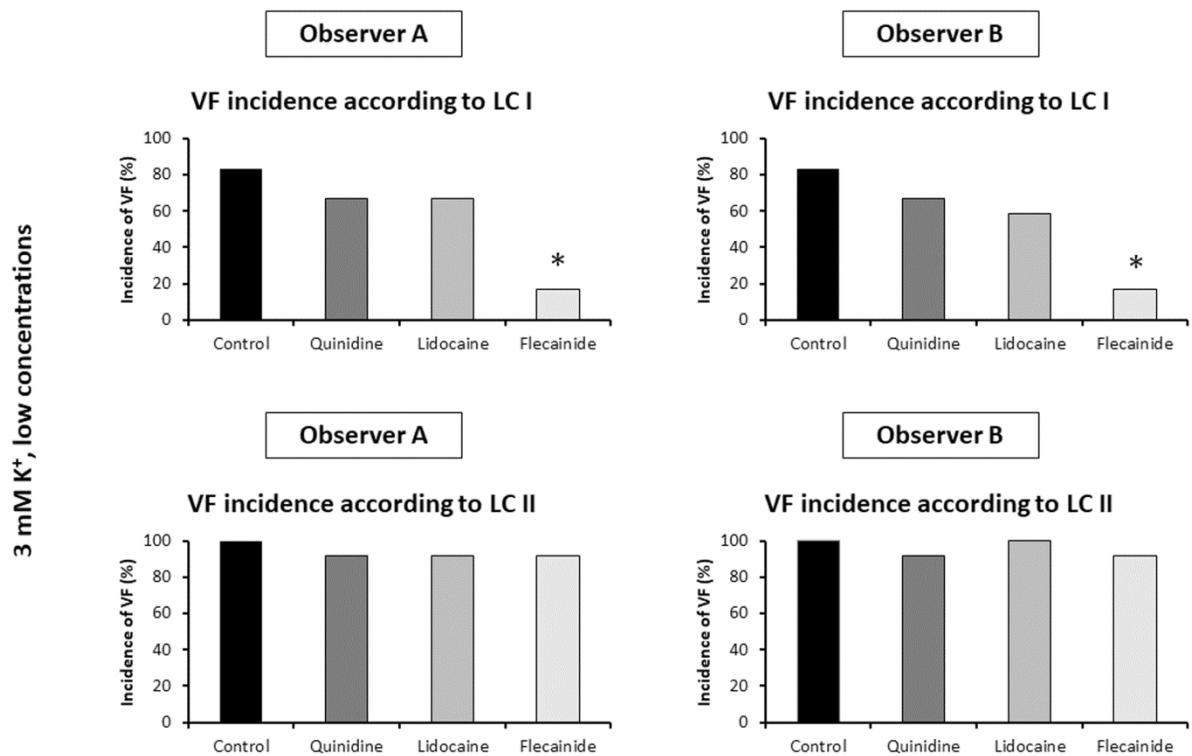 3 mM K⁺, low concentrations
Observer A
VF incidence according to LC I
Incidence of VF (%)
100
80
60
40
20
0
*
Control Quinidine Lidocaine Flecainide
Observer B
VF incidence according to LC I
Incidence of VF (%)
100
80
60
40
20
0
*
Control Quinidine Lidocaine Flecainide
Observer A
VF incidence according to LC II
Incidence of VF (%)
100
80
60
40
20
0
Control Quinidine Lidocaine Flecainide
Observer B
VF incidence according to LC II
Incidence of VF (%)
100
80
60
40
20
0
Control Quinidine Lidocaine Flecainide